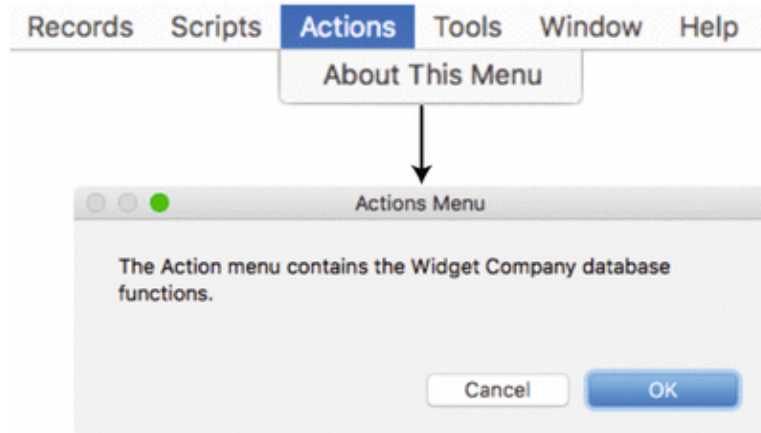 Records Scripts Actions Tools Window Help
About This Menu
Actions Menu
The Action menu contains the Widget Company database
functions.
Cancel OK